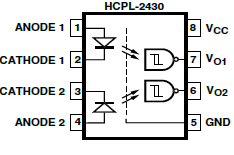 HCPL-2430
ANODE 1 1 8 VCC
CATHODE 1 2 7 VO1
CATHODE 2 3 6 VO2
ANODE 2 4 5 GND